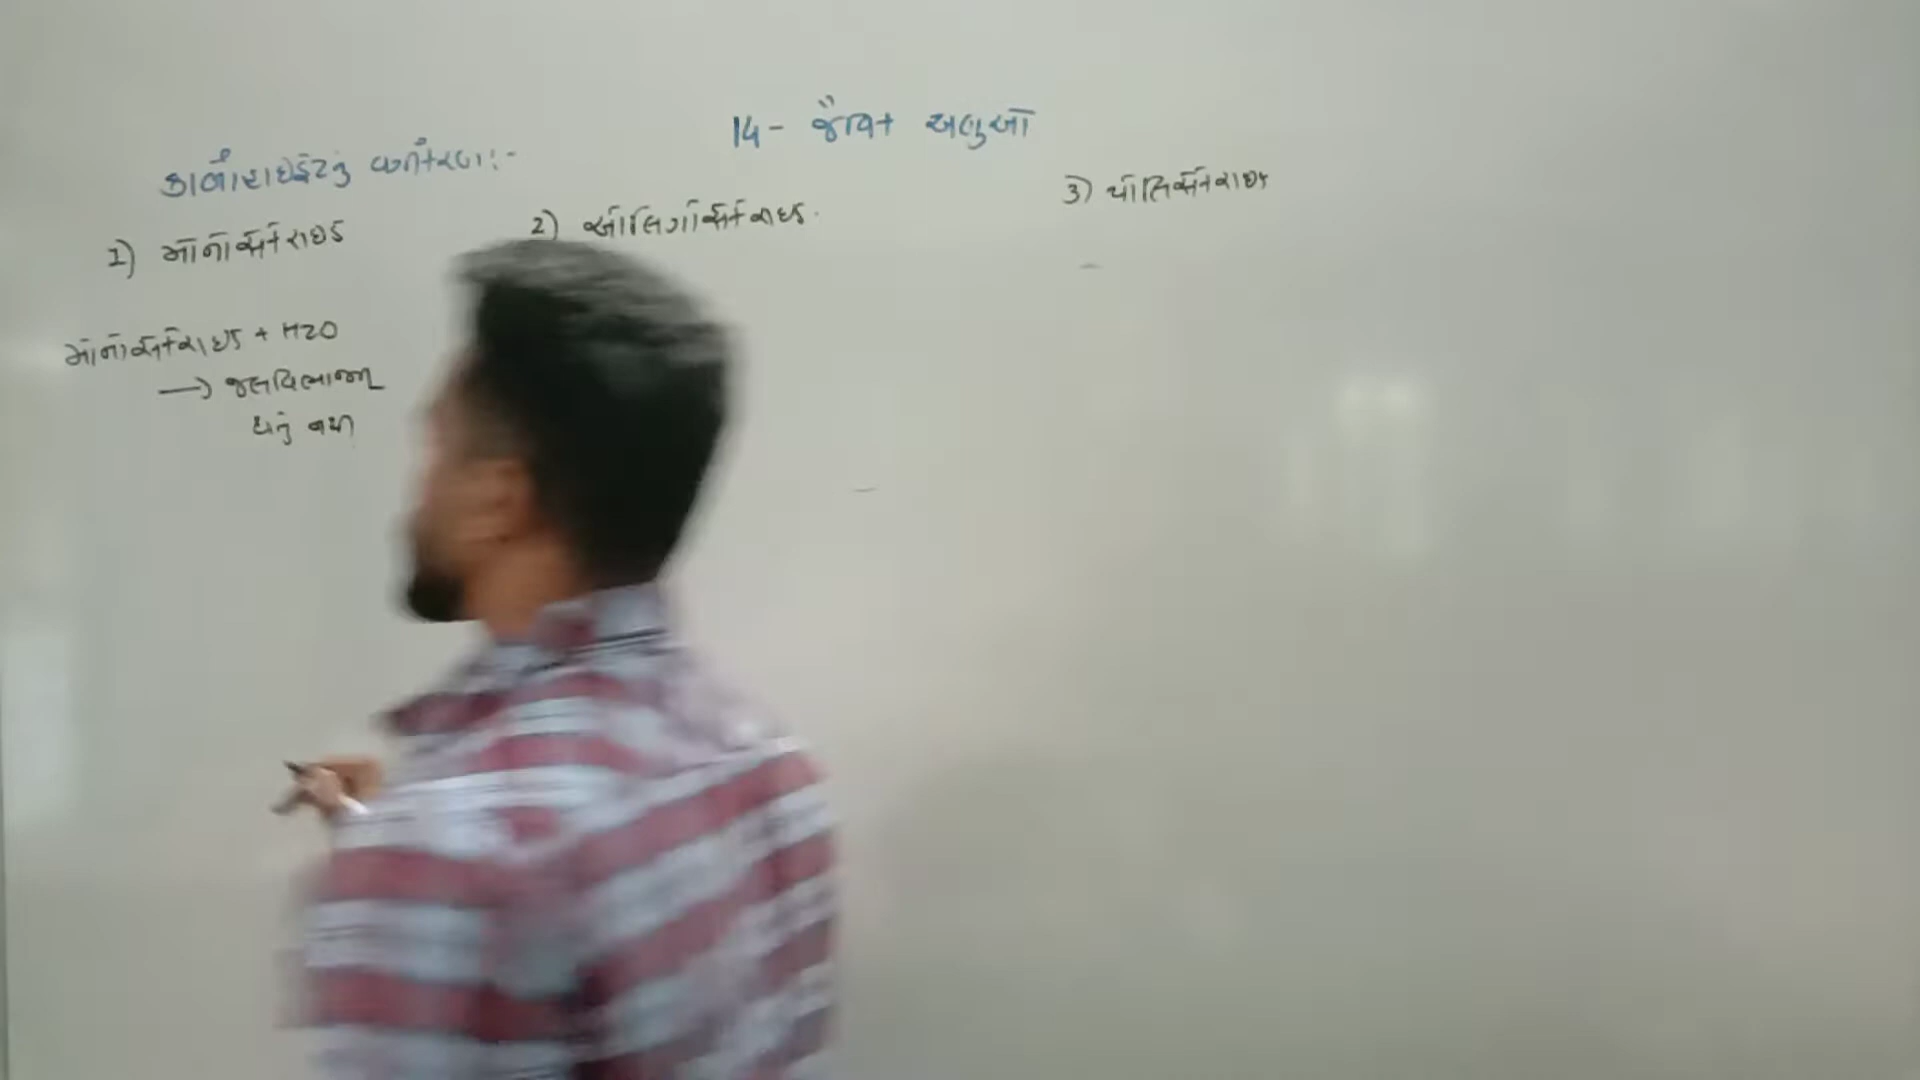 14- જૈવિક અણુઓ
કાર્બોહાઇડ્રેટનું વર્ગીકરણ:-
1) મોનોસેકેરાઇડ
2) ઓલિગોસેકેરાઇડ.
3) પોલિસેકેરાઇડ
મોનોસેકેરાઇડ + H2O
→ જલવિભાજન
થતું નથી